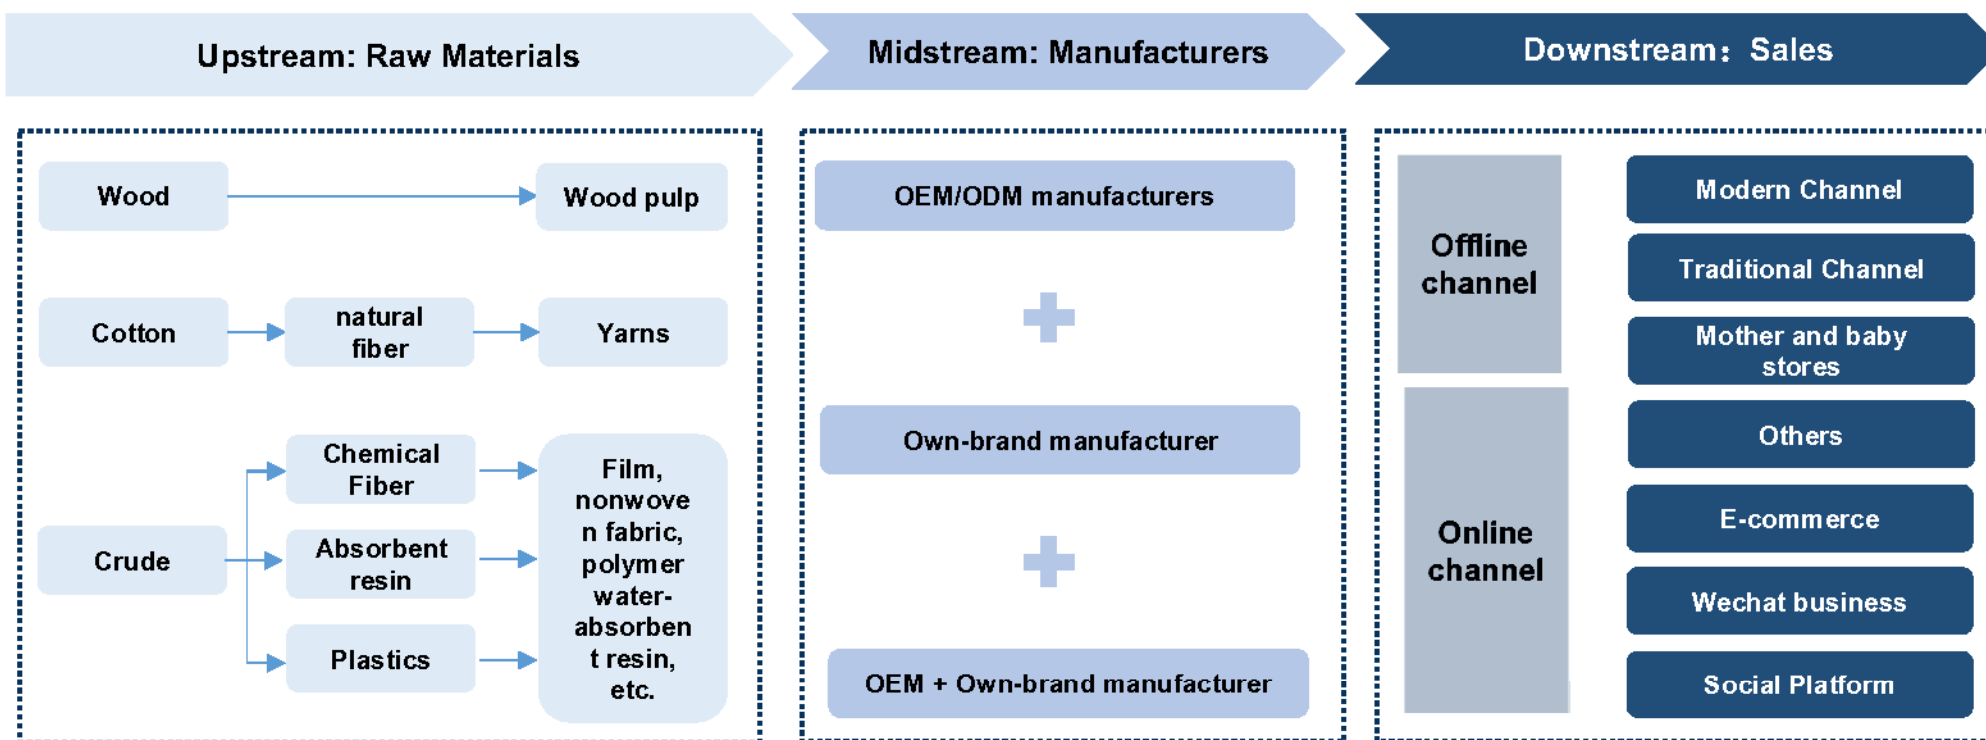 Upstream: Raw Materials
Midstream: Manufacturers
Downstream：Sales
Wood
Wood pulp
Cotton
natural
fiber
Yarns
Crude
Chemical
Fiber
Absorbent
resin
Plastics
Film,
nonwove
n fabric,
polymer
water-
absorben
t resin,
etc.
OEM/ODM manufacturers
Own-brand manufacturer
OEM + Own-brand manufacturer
Offline
channel
Online
channel
Modern Channel
Traditional Channel
Mother and baby
stores
Others
E-commerce
Wechat business
Social Platform